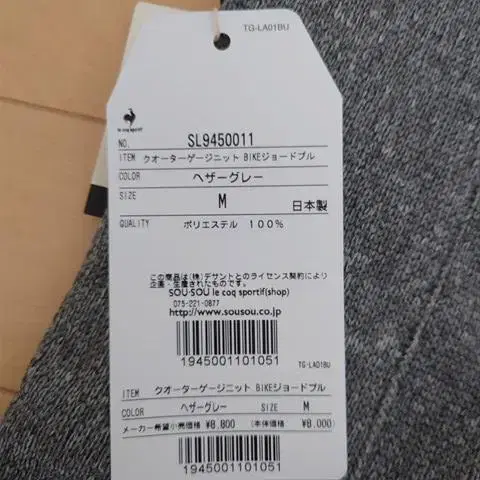 TG-LA01BU
le coq sportif
NO. SL9450011
ITEM クオーターゲージニット BIKEジョードプル
COLOR ヘザーグレー
SIZE M 日本製
QUALITY ポリエステル 100%
この商品は(株)デサントとのライセンス契約により
企画・生産されたものです。
SOU・SOU le coq sportif(shop)
075-221-0877
http://www.sousou.co.jp
1945001101051
TG-LA01BU
ITEM クオーターゲージニット BIKEジョードプル
COLOR ヘザーグレー SIZE M
メーカー希望小売価格 ¥8,800 (本体価格 ¥8,000)
1945001101051